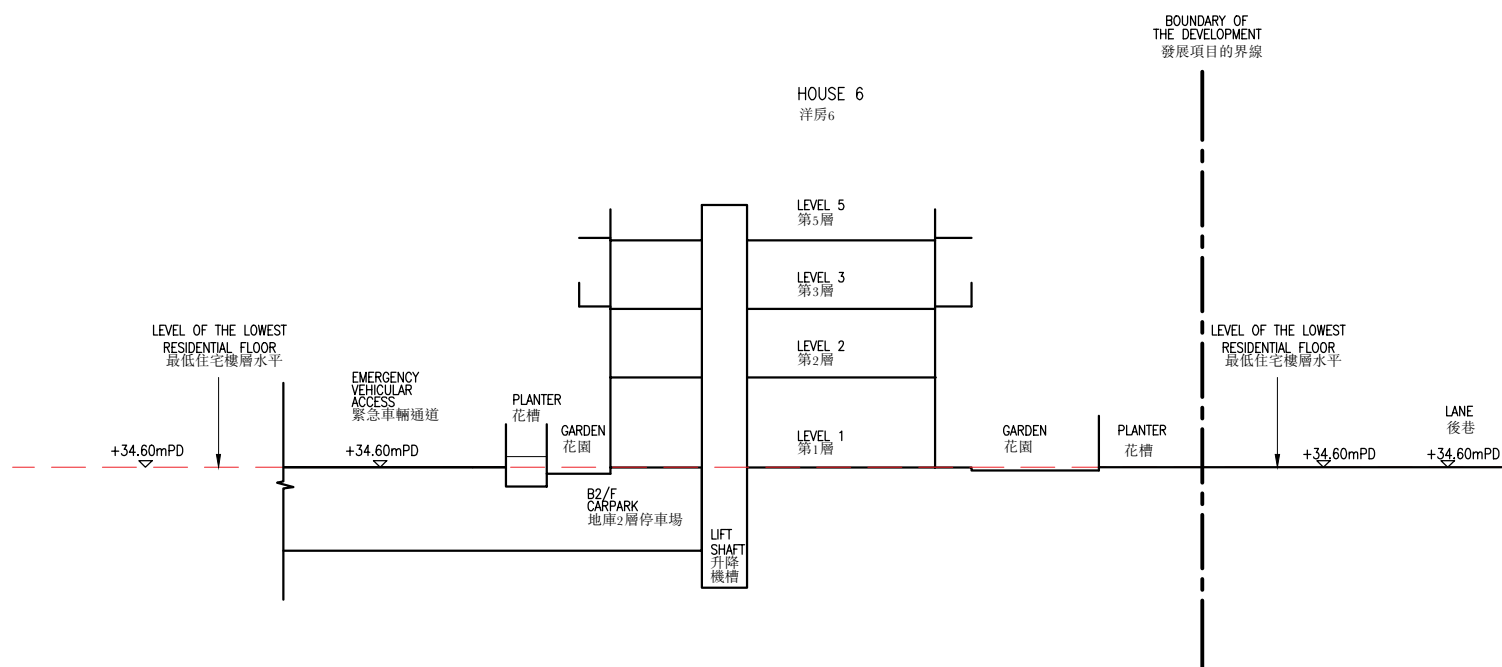 BOUNDARY OF
THE DEVELOPMENT
發展項目的界線
HOUSE 6
洋房6
LEVEL 5
第5層
LEVEL 3
第3層
LEVEL 2
第2層
LEVEL 1
第1層
LEVEL OF THE LOWEST
RESIDENTIAL FLOOR
最低住宅樓層水平
EMERGENCY
VEHICULAR
ACCESS
緊急車輛通道
PLANTER
花槽
GARDEN
花園
+34.60mPD
+34.60mPD
B2/F
CARPARK
地庫2層停車場
LIFT
SHAFT
升降
機槽
GARDEN
花園
PLANTER
花槽
LEVEL OF THE LOWEST
RESIDENTIAL FLOOR
最低住宅樓層水平
LANE
後巷
+34.60mPD
+34.60mPD